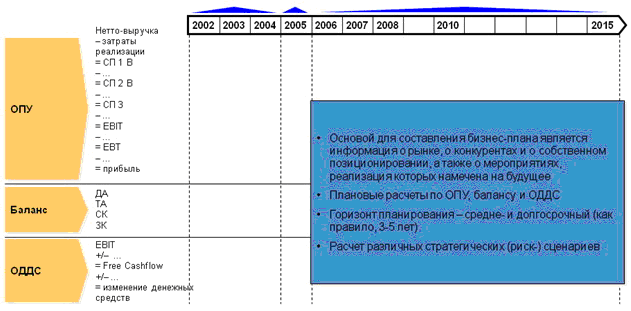 2002 2003 2004 2005 2006 2007 2008 2010 2015
Нетто-выручка
– затраты
реализации
= СП 1 В
– ...
= СП 2 В
– ...
= СП 3
– ...
= EBIT
– ...
= EBT
– ...
= прибыль
ОПУ
• Основой для составления бизнес-плана является
информация о рынке, о конкурентах и о собственном
позиционировании, а также о мероприятиях,
реализация которых намечена на будущее
• Плановые расчеты по ОПУ, балансу и ОДДС
• Горизонт планирования – средне- и долгосрочный (как
правило, 3-5 лет)
• Расчет различных стратегических (риск-) сценариев
Баланс
ДА
ТА
СК
ЗК
ОДДС
EBIT
+/– ...
= Free Cashflow
+/– ...
= изменение денежных
средств